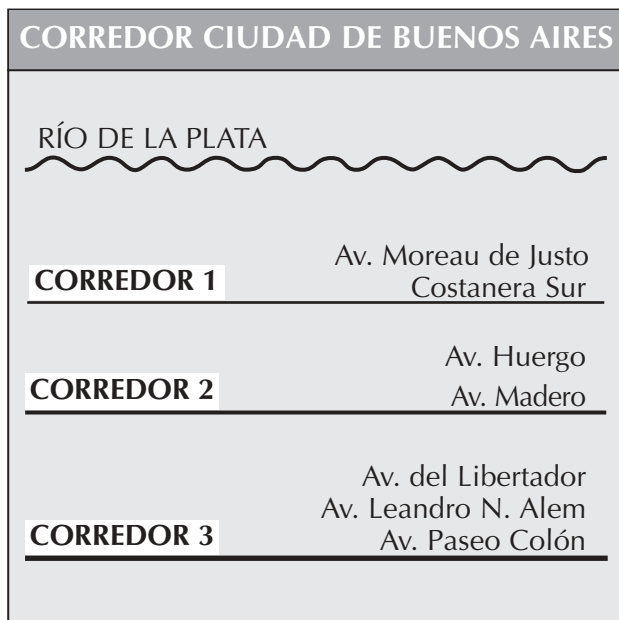 CORREDOR CIUDAD DE BUENOS AIRES
RÍO DE LA PLATA
Av. Moreau de Justo
CORREDOR 1
Costanera Sur
Av. Huergo
CORREDOR 2
Av. Madero
Av. del Libertador
Av. Leandro N. Alem
CORREDOR 3
Av. Paseo Colón